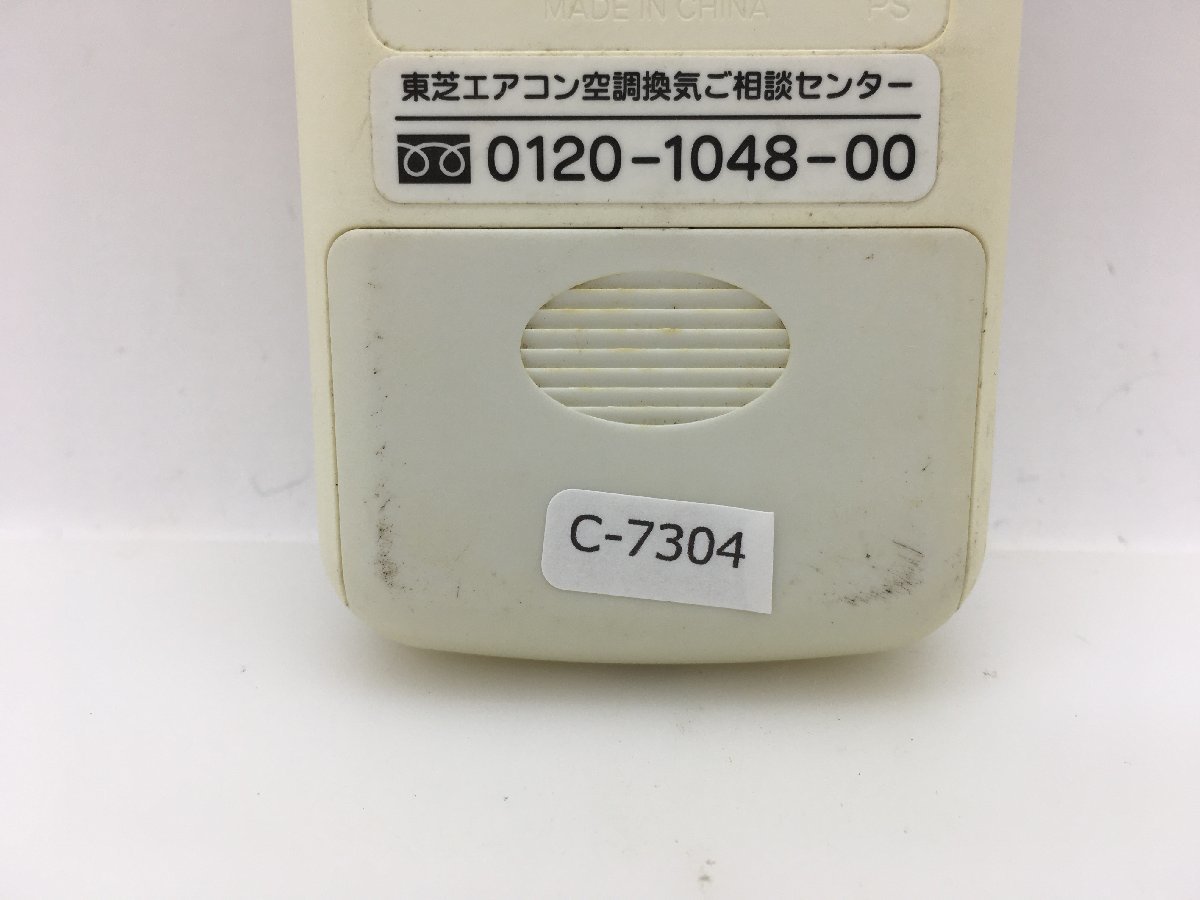 MADE IN CHINA PS
東芝エアコン空調換気ご相談センター
0120-1048-00
C-7304